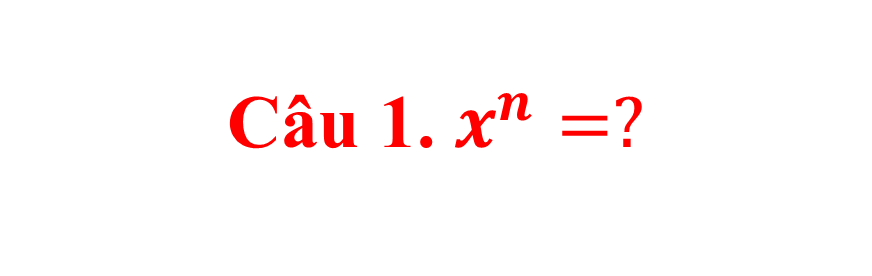 Câu 1. xⁿ =?